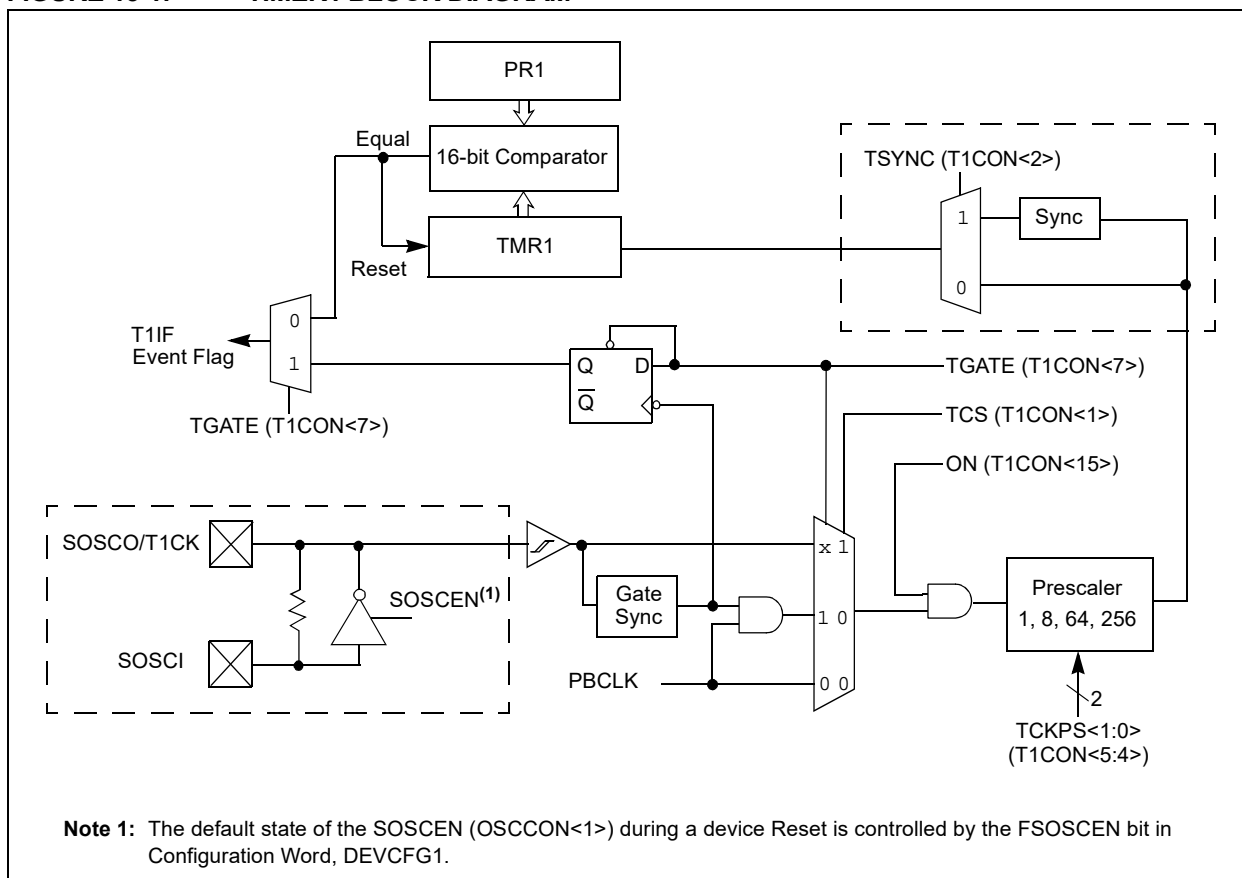 PR1
Equal
16-bit Comparator
TSYNC (T1CON<2>)
1
Sync
TMR1
Reset
0
0
T1IF
Event Flag
1
Q D
Q
TGATE (T1CON<7>)
TGATE (T1CON<7>)
TCS (T1CON<1>)
ON (T1CON<15>)
SOSCO/T1CK
x 1
SOSCEN(1)
Gate
Sync
Prescaler
1, 8, 64, 256
1 0
SOSCI
PBCLK
0 0
2
TCKPS<1:0>
(T1CON<5:4>)
Note 1: The default state of the SOSCEN (OSCCON<1>) during a device Reset is controlled by the FSOSCEN bit in
Configuration Word, DEVCFG1.